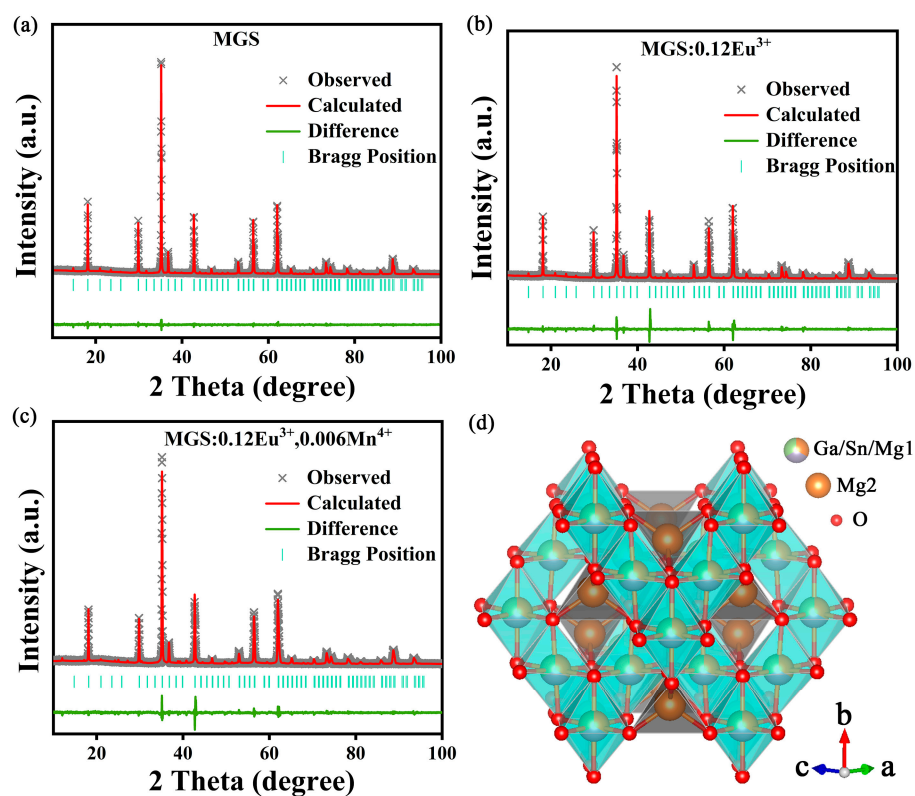 (a)
MGS
Observed
Calculated
Difference
Bragg Position
Intensity (a.u.)
20 40 60 80 100
2 Theta (degree)
(b)
MGS:0.12Eu³⁺
Observed
Calculated
Difference
Bragg Position
Intensity (a.u.)
20 40 60 80 100
2 Theta (degree)
(c)
MGS:0.12Eu³⁺,0.006Mn⁴⁺
Observed
Calculated
Difference
Bragg Position
Intensity (a.u.)
20 40 60 80 100
2 Theta (degree)
(d)
Ga/Sn/Mg1
Mg2
O
b
c a